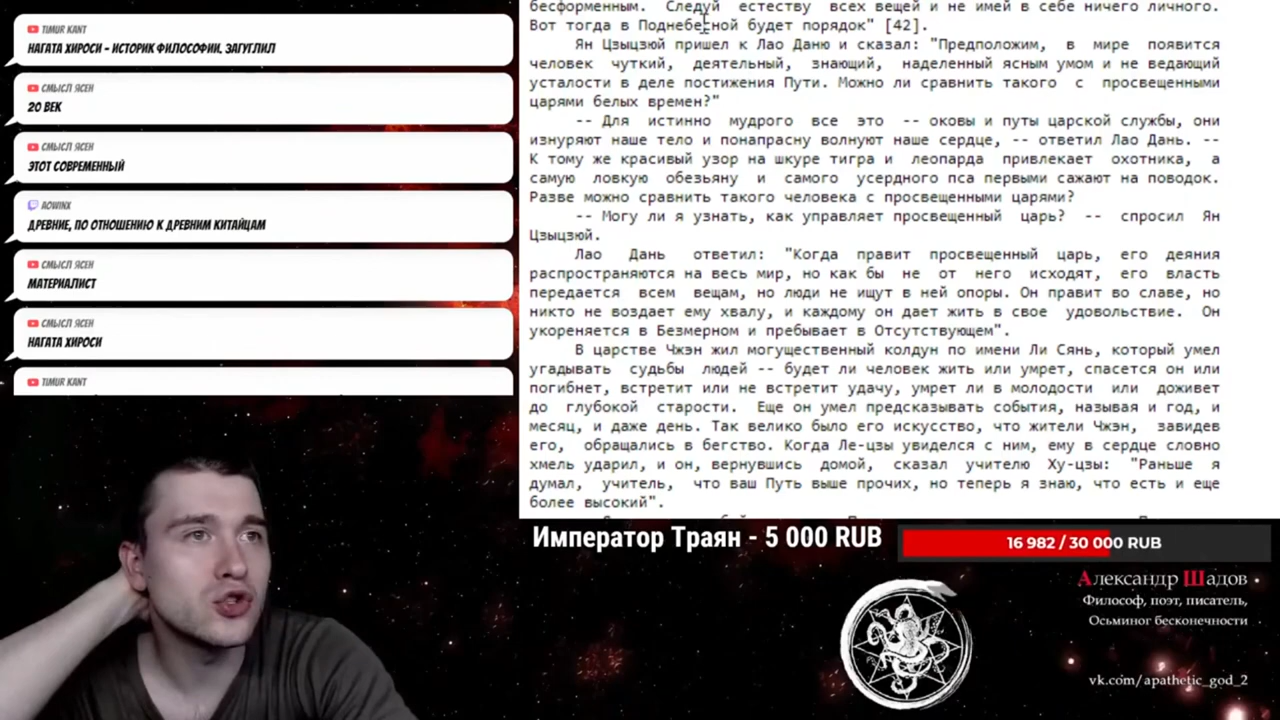 TIMUR KANT
НАГАТА ХИРОСИ - ИСТОРИК ФИЛОСОФИИ. ЗАГУГЛИЛ
СМЫСЛ ЯСЕН
20 ВЕК
СМЫСЛ ЯСЕН
ЭТОТ СОВРЕМЕННЫЙ
AOWINX
ДРЕВНИЕ, ПО ОТНОШЕНИЮ К ДРЕВНИМ КИТАЙЦАМ
СМЫСЛ ЯСЕН
МАТЕРИАЛИСТ
СМЫСЛ ЯСЕН
НАГАТА ХИРОСИ
TIMUR KANT
бесформенным. Следуй естеству всех вещей и не имей в себе ничего личного.
Вот тогда в Поднебесной будет порядок" [42].
Ян Цзыцзюй пришел к Лао Даню и сказал: "Предположим, в мире появится
человек чуткий, деятельный, знающий, наделенный ясным умом и не ведающий
усталости в деле постижения Пути. Можно ли сравнить такого с просвещенными
царями белых времен?"
-- Для истинно мудрого все это -- оковы и путы царской службы, они
изнуряют наше тело и понапрасну волнуют наше сердце, -- ответил Лао Дань. --
К тому же красивый узор на шкуре тигра и леопарда привлекает охотника, а
самую ловкую обезьяну и самого усердного пса первыми сажают на поводок.
Разве можно сравнить такого человека с просвещенными царями?
-- Могу ли я узнать, как управляет просвещенный царь? -- спросил Ян
Цзыцзюй.
Лао Дань ответил: "Когда правит просвещенный царь, его деяния
распространяются на весь мир, но как бы не от него исходят, его власть
передается всем вещам, но люди не ищут в ней опоры. Он правит во славе, но
никто не воздает ему хвалу, и каждому он дает жить в свое удовольствие. Он
укореняется в Безмерном и пребывает в Отсутствующем".
В царстве Чжэн жил могущественный колдун по имени Ли Сянь, который умел
угадывать судьбы людей -- будет ли человек жить или умрет, спасется он или
погибнет, встретит или не встретит удачу, умрет ли в молодости или доживет
до глубокой старости. Еще он умел предсказывать события, называя и год, и
месяц, и даже день. Так велико было его искусство, что жители Чжэн, завидев
его, обращались в бегство. Когда Ле-цзы увиделся с ним, ему в сердце словно
хмель ударил, и он, вернувшись домой, сказал учителю Ху-цзы: "Раньше я
думал, учитель, что ваш Путь выше прочих, но теперь я знаю, что есть и еще
более высокий".
Император Траян - 5 000 RUB
16 982 / 30 000 RUB
Александр Шадов
Философ, поэт, писатель,
Осьминог бесконечности
vk.com/apathetic_god_2